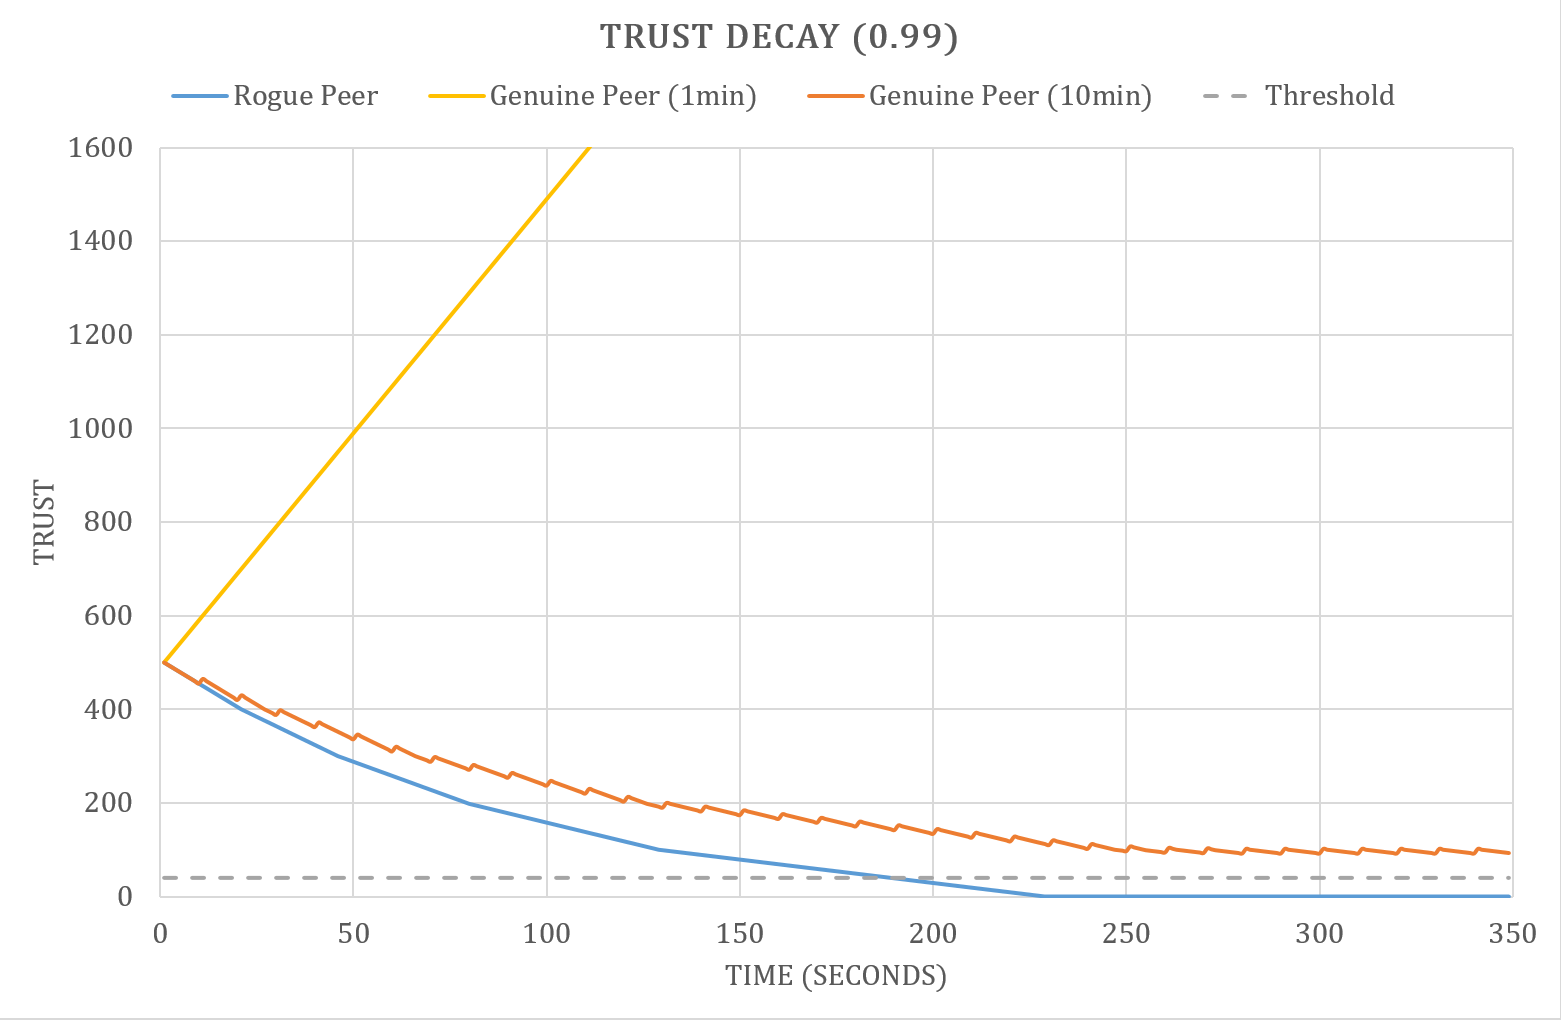 TRUST DECAY (0.99)
Rogue Peer Genuine Peer (1min) Genuine Peer (10min) Threshold
1600
1400
1200
1000
800
600
400
200
0
TRUST
0 50 100 150 200 250 300 350
TIME (SECONDS)